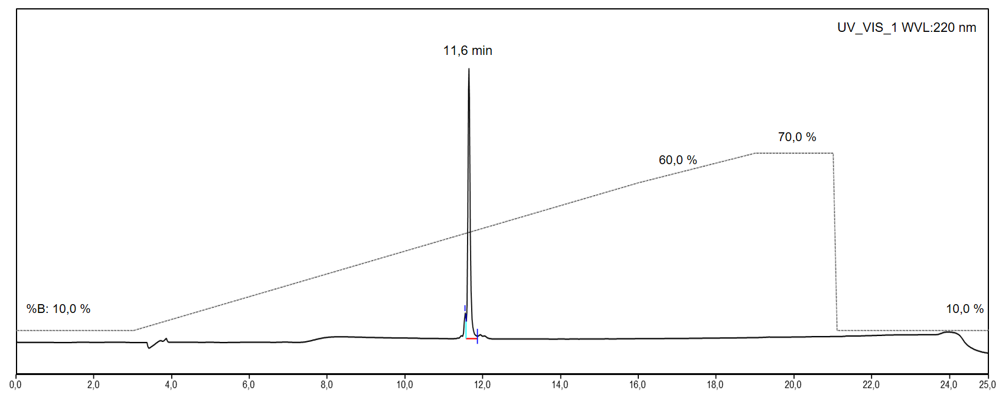 UV_VIS_1 WVL:220 nm
11,6 min
70,0 %
60,0 %
%B: 10,0 %
10,0 %
0,0 2,0 4,0 6,0 8,0 10,0 12,0 14,0 16,0 18,0 20,0 22,0 24,0 25,0